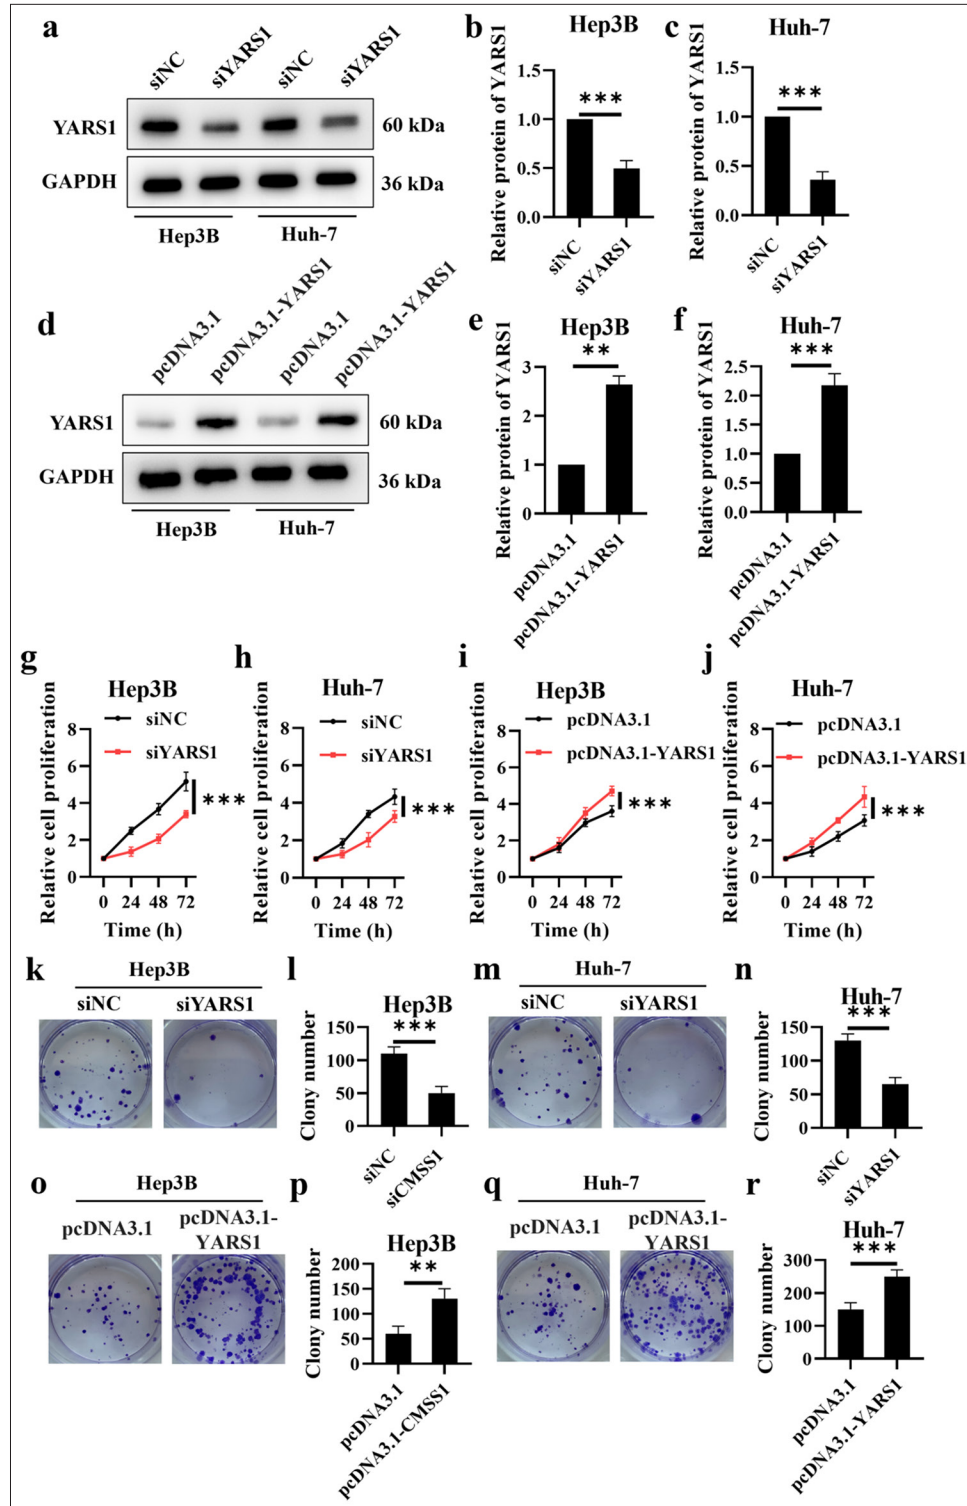 a
siNC
siYARS1
siNC
siYARS1
YARS1
60 kDa
GAPDH
36 kDa
Hep3B
Huh-7
b
Hep3B
Relative protein of YARS1
1.5
1.0
0.5
0.0
***
siNC
siYARS1
c
Huh-7
Relative protein of YARS1
1.5
1.0
0.5
0.0
***
siNC
siYARS1
d
pcDNA3.1
pcDNA3.1-YARS1
pcDNA3.1
pcDNA3.1-YARS1
YARS1
60 kDa
GAPDH
36 kDa
Hep3B
Huh-7
e
Hep3B
Relative protein of YARS1
3
2
1
0
**
pcDNA3.1
pcDNA3.1-YARS1
f
Huh-7
Relative protein of YARS1
2.5
2.0
1.5
1.0
0.5
0.0
***
pcDNA3.1
pcDNA3.1-YARS1
g
Hep3B
siNC
siYARS1
Relative cell proliferation
8
6
4
2
0
***
0 24 48 72
Time (h)
h
Huh-7
siNC
siYARS1
Relative cell proliferation
8
6
4
2
0
***
0 24 48 72
Time (h)
i
Hep3B
pcDNA3.1
pcDNA3.1-YARS1
Relative cell proliferation
8
6
4
2
0
***
0 24 48 72
Time (h)
j
Huh-7
pcDNA3.1
pcDNA3.1-YARS1
Relative cell proliferation
8
6
4
2
0
***
0 24 48 72
Time (h)
k
Hep3B
siNC
siYARS1
l
Hep3B
Clony number
150
100
50
0
***
siNC
siCMSS1
m
Huh-7
siNC
siYARS1
n
Huh-7
Clony number
150
100
50
0
***
siNC
siYARS1
o
Hep3B
pcDNA3.1
pcDNA3.1-
YARS1
p
Hep3B
Clony number
200
150
100
50
0
**
pcDNA3.1
pcDNA3.1-CMSS1
q
Huh-7
pcDNA3.1
pcDNA3.1-
YARS1
r
Huh-7
Clony number
300
200
100
0
***
pcDNA3.1
pcDNA3.1-YARS1